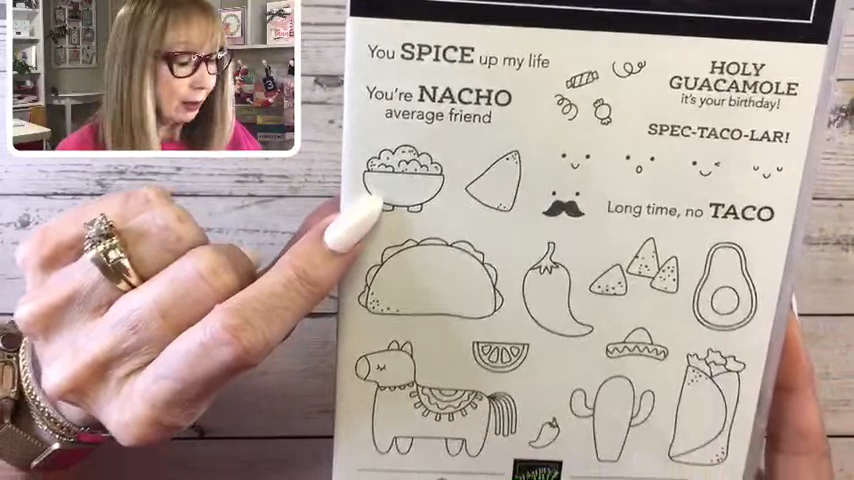 You SPICE up my life
You're NACHO
average friend
HOLY
GUACAMOLE
it's your birthday!
SPEC-TACO-LAR!
Long time, no TACO